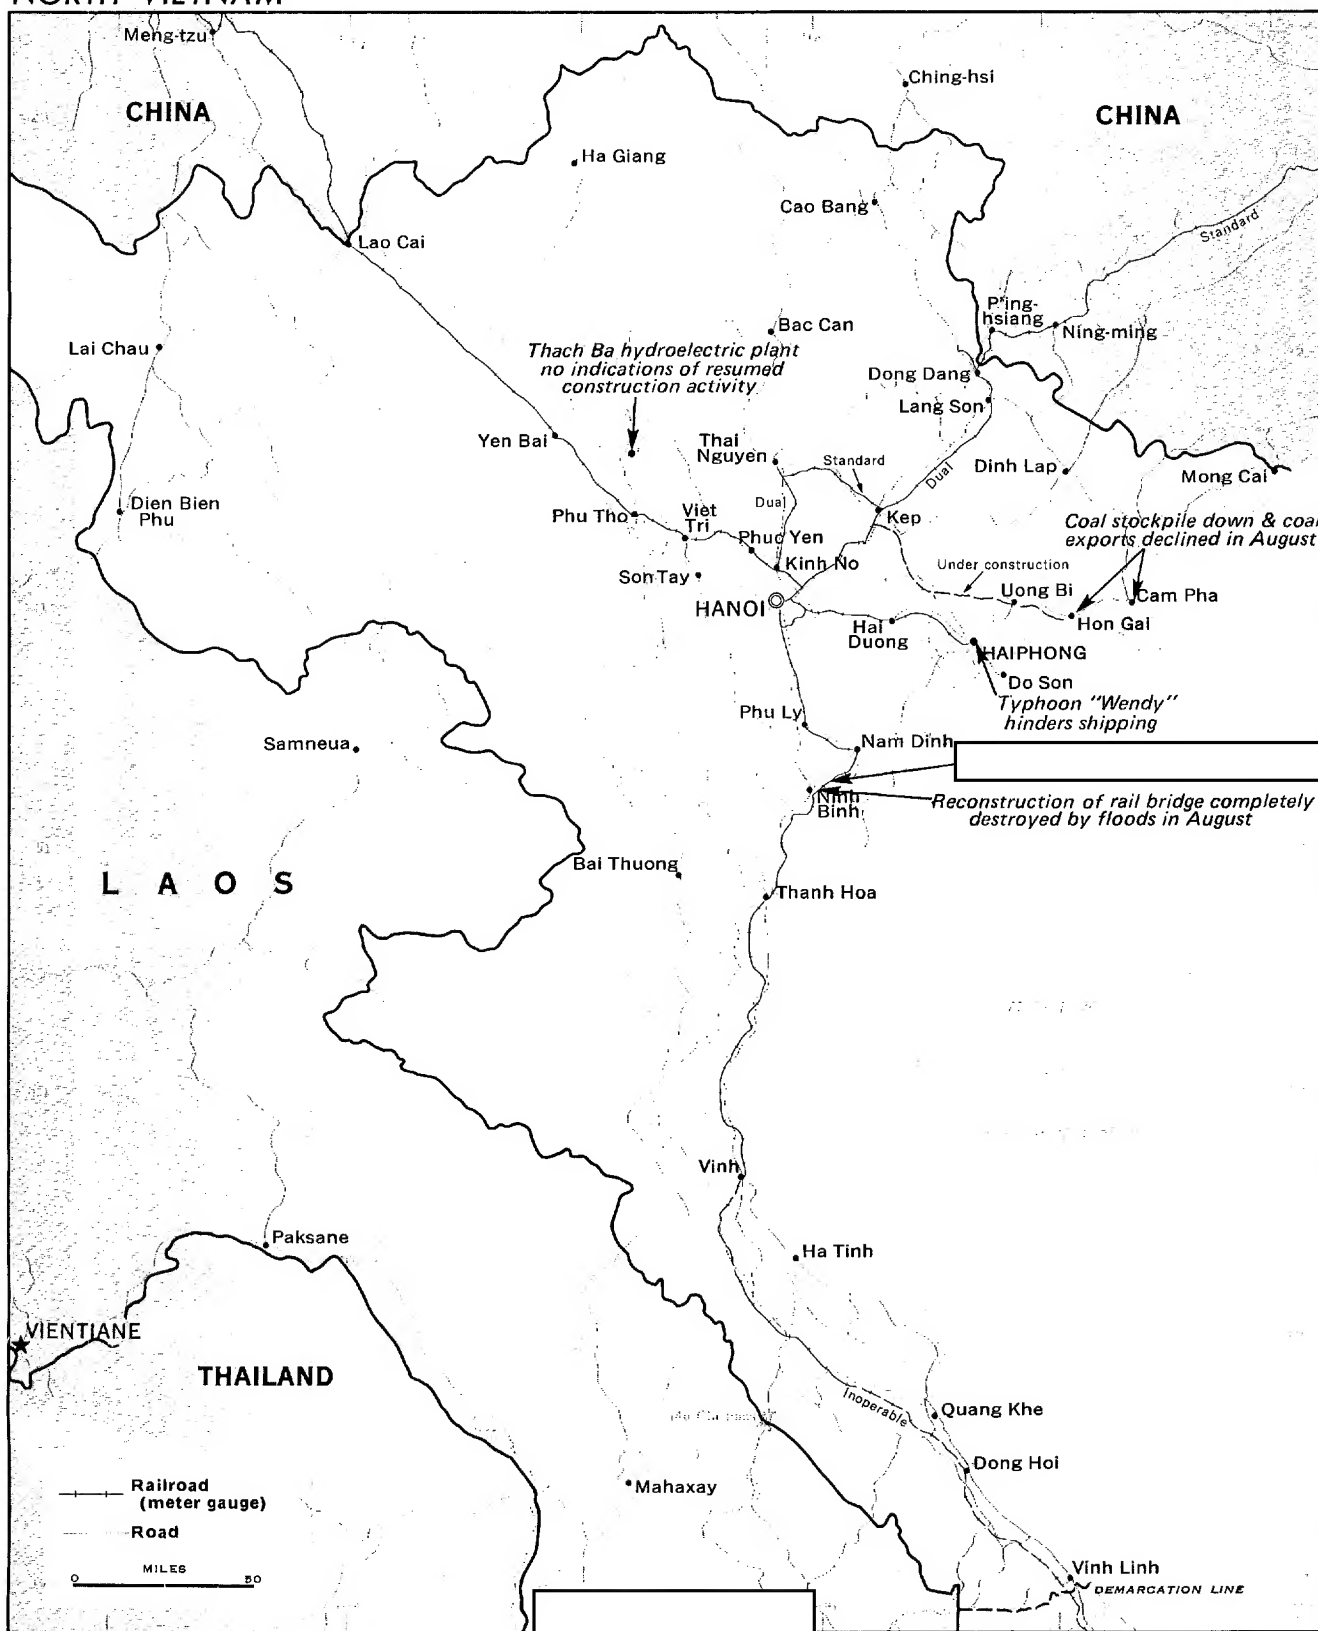 NORTH VIETNAM
Meng-tzu
Ching-hsi
CHINA
CHINA
Ha Giang
Cao Bang
Standard
Lao Cai
P'ing-
hsiang
Ning-ming
Bac Can
Lai Chau
Thach Ba hydroelectric plant
no indications of resumed
construction activity
Dong Dang
Lang Son
Yen Bai
Thai
Nguyen
Standard
Dual
Dinh Lap
Mong Cai
Dien Bien
Phu
Dual
Phu Tho
Viet
Tri
Kep
Coal stockpile down & coal
exports declined in August
Phuc Yen
Kinh No
Under construction
Son Tay
Uong Bi
Cam Pha
HANOI
Hon Gai
Hai
Duong
HAIPHONG
Do Son
Typhoon "Wendy"
hinders shipping
Phu Ly
Samneua
Nam Dinh
Ninh
Binh
Reconstruction of rail bridge completely
destroyed by floods in August
Bai Thuong
LAOS
Thanh Hoa
Vinh
Paksane
Ha Tinh
VIENTIANE
THAILAND
Inoperable
Quang Khe
Dong Hoi
Railroad
(meter gauge)
Mahaxay
Road
MILES
0 50
Vinh Linh
DEMARCATION LINE